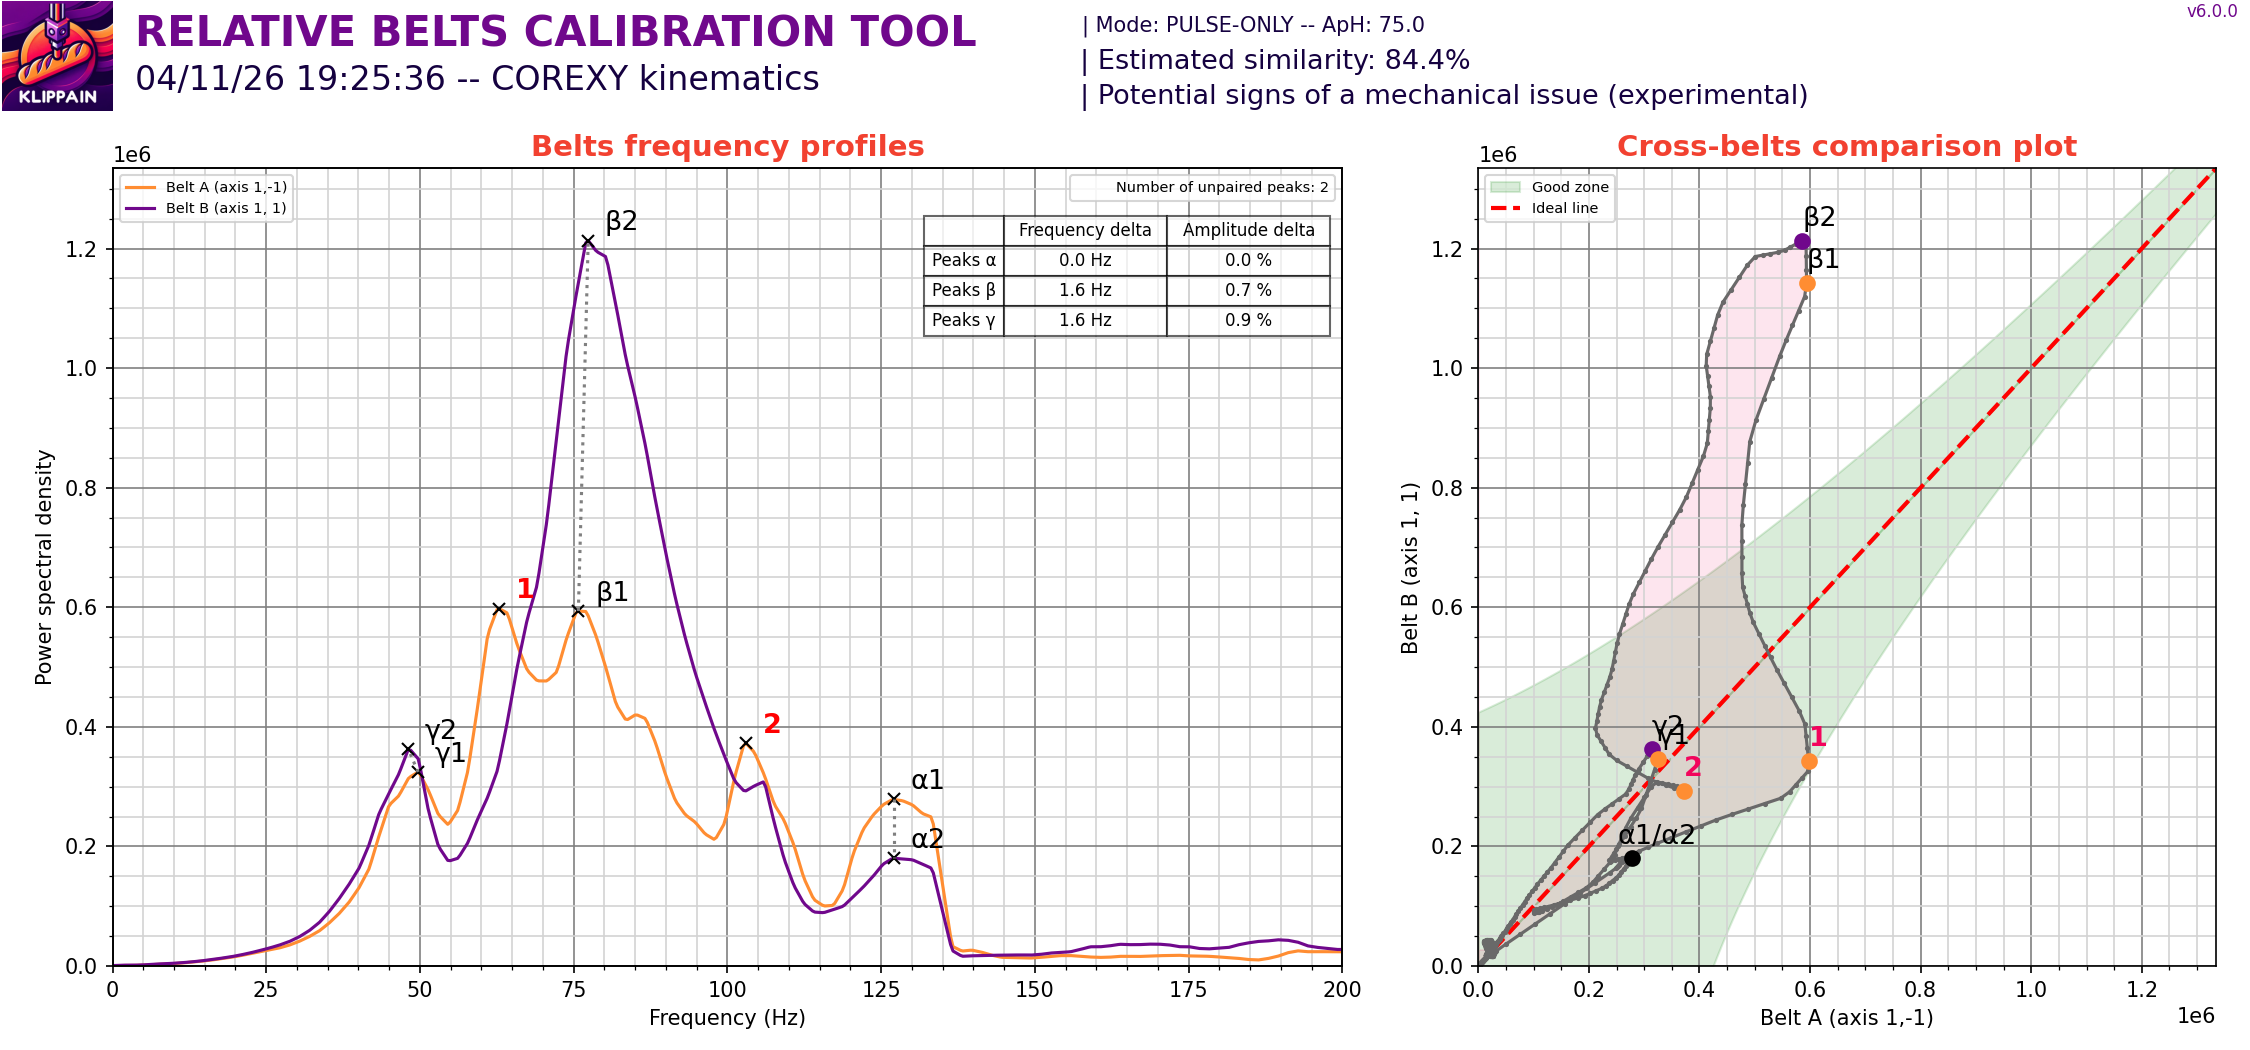 KLIPPAIN
RELATIVE BELTS CALIBRATION TOOL
04/11/26 19:25:36 -- COREXY kinematics
| Mode: PULSE-ONLY -- ApH: 75.0
| Estimated similarity: 84.4%
| Potential signs of a mechanical issue (experimental)
v6.0.0
Belts frequency profiles
1e6
Belt A (axis 1,-1)
Belt B (axis 1, 1)
Number of unpaired peaks: 2
Frequency delta Amplitude delta
Peaks α 0.0 Hz 0.0 %
Peaks β 1.6 Hz 0.7 %
Peaks γ 1.6 Hz 0.9 %
β2
1
β1
γ2
γ1
2
α1
α2
Power spectral density
1.2
1.0
0.8
0.6
0.4
0.2
0.0
0 25 50 75 100 125 150 175 200
Frequency (Hz)
Cross-belts comparison plot
1e6
Good zone
Ideal line
β2
β1
γ2
γ1
1
2
α1/α2
Belt B (axis 1, 1)
1.2
1.0
0.8
0.6
0.4
0.2
0.0
0.0 0.2 0.4 0.6 0.8 1.0 1.2
Belt A (axis 1,-1)
1e6